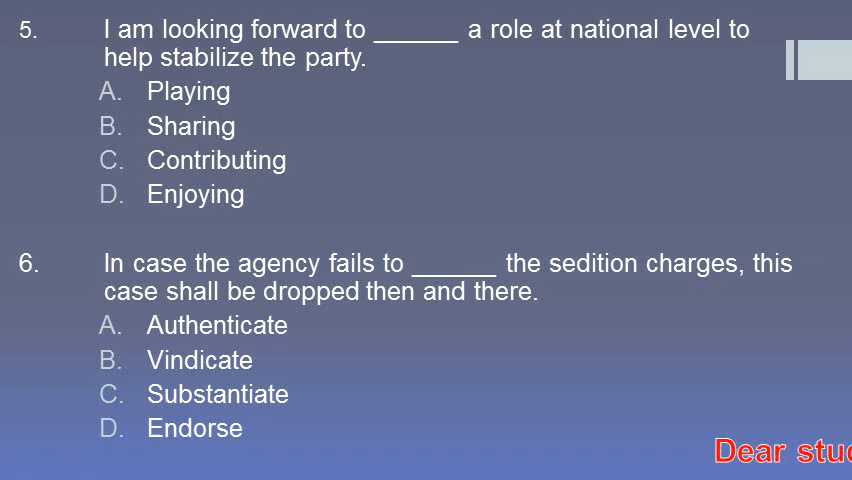 5. I am looking forward to ______ a role at national level to
help stabilize the party.
A. Playing
B. Sharing
C. Contributing
D. Enjoying
6. In case the agency fails to ______ the sedition charges, this
case shall be dropped then and there.
A. Authenticate
B. Vindicate
C. Substantiate
D. Endorse
Dear